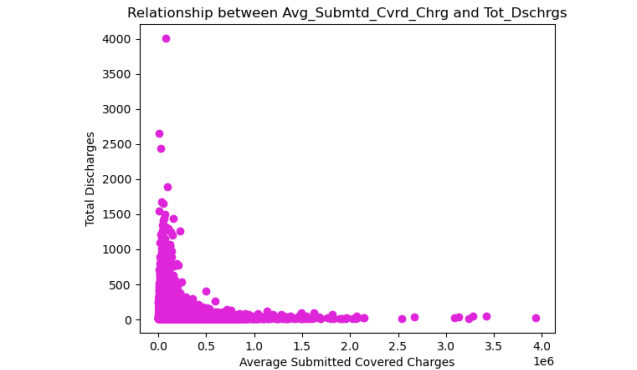 Relationship between Avg_Submtd_Cvrd_Chrg and Tot_Dschrgs
4000
3500
3000
2500
2000
1500
1000
500
0
Total Discharges
0.0 0.5 1.0 1.5 2.0 2.5 3.0 3.5 4.0
1e6
Average Submitted Covered Charges